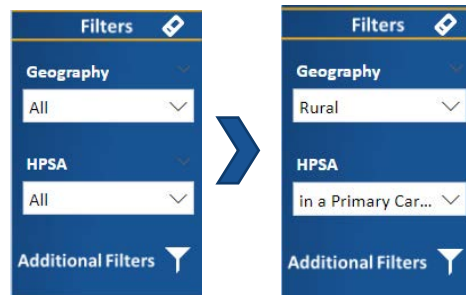 Filters
Geography
All
HPSA
All
Additional Filters
Filters
Geography
Rural
HPSA
in a Primary Car...
Additional Filters